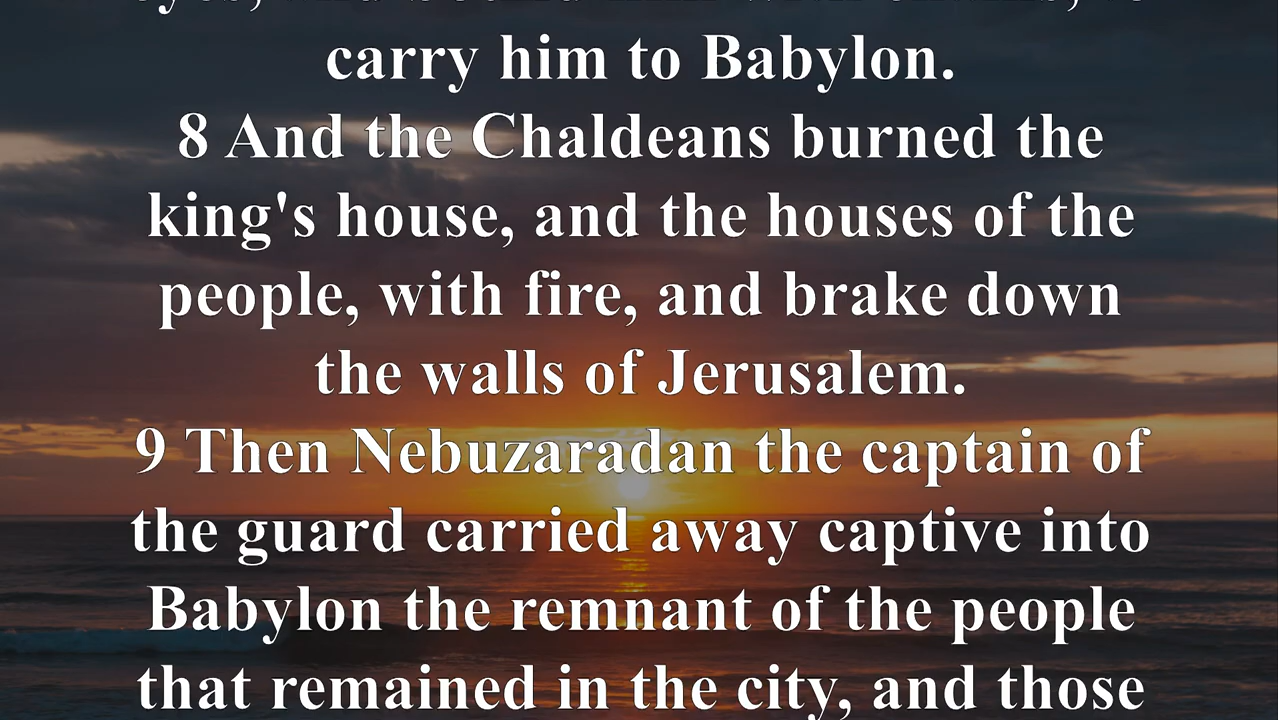 carry him to Babylon.
8 And the Chaldeans burned the
king's house, and the houses of the
people, with fire, and brake down
the walls of Jerusalem.
9 Then Nebuzaradan the captain of
the guard carried away captive into
Babylon the remnant of the people
that remained in the city, and those